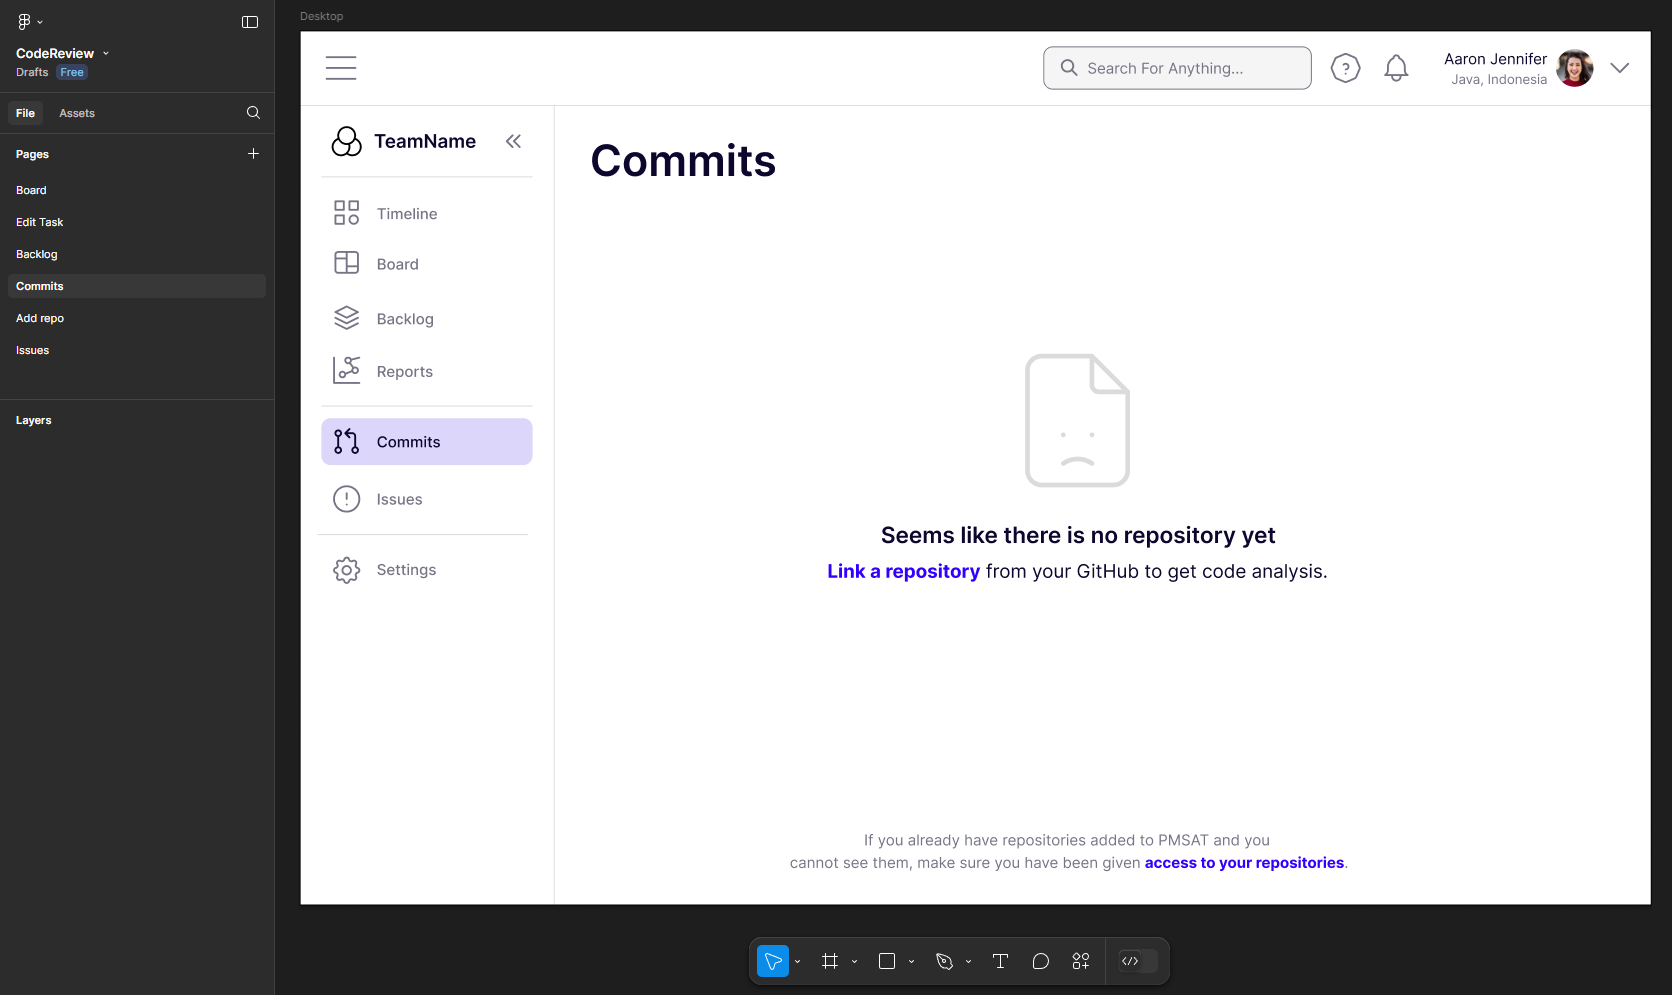 CodeReview
Drafts Free
File Assets
Pages
Board
Edit Task
Backlog
Commits
Add repo
Issues
Layers
Desktop
Search For Anything...
?
Aaron Jennifer
Java, Indonesia
TeamName
Timeline
Board
Backlog
Reports
Commits
Issues
Settings
Commits
Seems like there is no repository yet
Link a repository from your GitHub to get code analysis.
If you already have repositories added to PMSAT and you
cannot see them, make sure you have been given access to your repositories.